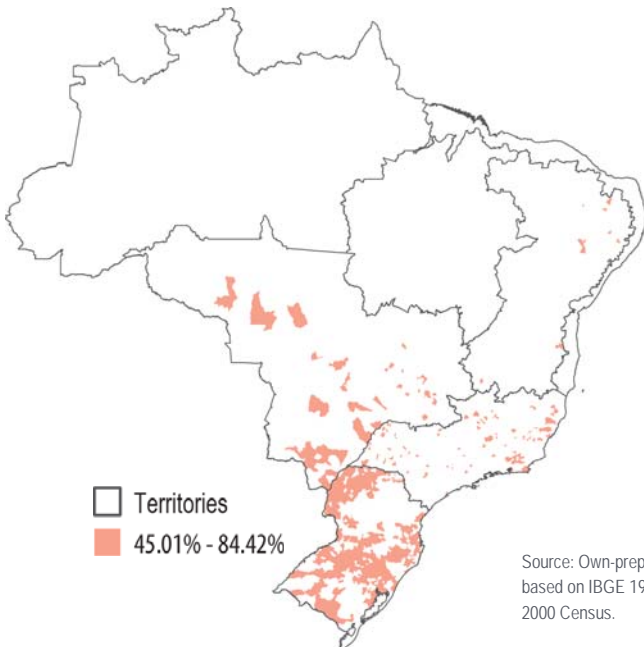 Territories
45.01% - 84.42%
Source: Own-prep
based on IBGE 19
2000 Census.